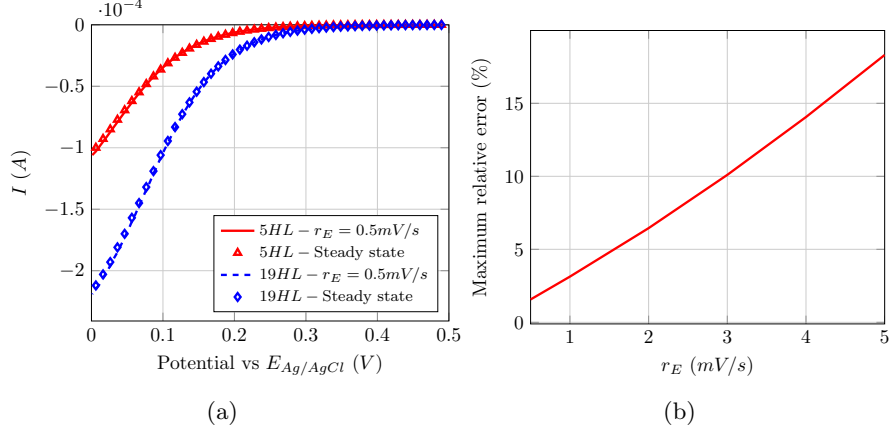 ·10−4
0
−0.5
−1
−1.5
−2
I (A)
0
0.1
0.2
0.3
0.4
0.5
Potential vs E_{Ag/AgCl} (V)
5HL − r_E = 0.5mV/s
5HL − Steady state
19HL − r_E = 0.5mV/s
19HL − Steady state
(a)
Maximum relative error (%)
15
10
5
0
1
2
3
4
5
r_E (mV/s)
(b)